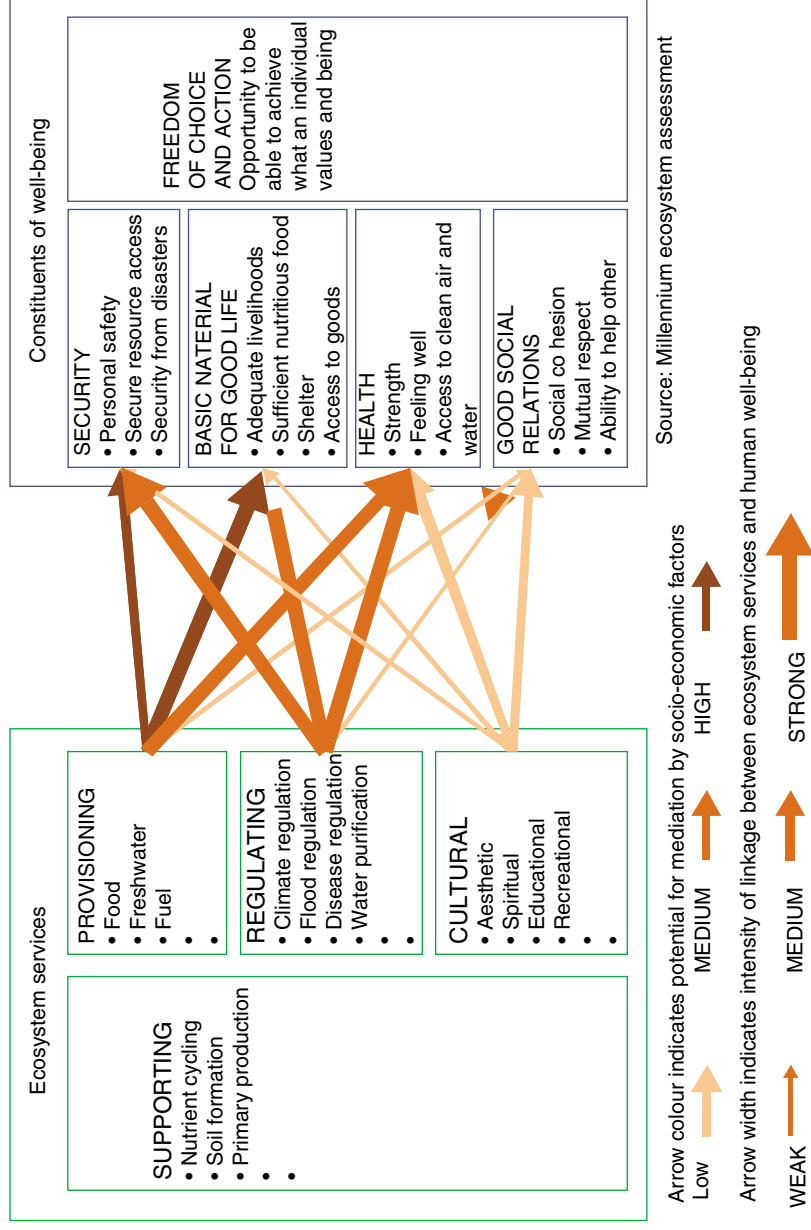 Ecosystem services
SUPPORTING
• Nutrient cycling
• Soil formation
• Primary production
•
•
PROVISIONING
• Food
• Freshwater
• Fuel
•
•
REGULATING
• Climate regulation
• Flood regulation
• Disease regulation
• Water purification
•
•
CULTURAL
• Aesthetic
• Spiritual
• Educational
• Recreational
•
•
Constituents of well-being
SECURITY
• Personal safety
• Secure resource access
• Security from disasters
BASIC NATERIAL
FOR GOOD LIFE
• Adequate livelihoods
• Sufficient nutritious food
• Shelter
• Access to goods
HEALTH
• Strength
• Feeling well
• Access to clean air and
water
GOOD SOCIAL
RELATIONS
• Social co hesion
• Mutual respect
• Ability to help other
FREEDOM
OF CHOICE
AND ACTION
Opportunity to be
able to achieve
what an individual
values and being
Source: Millennium ecosystem assessment
Arrow colour indicates potential for mediation by socio-economic factors
Low MEDIUM HIGH
Arrow width indicates intensity of linkage between ecosystem services and human well-being
WEAK MEDIUM STRONG